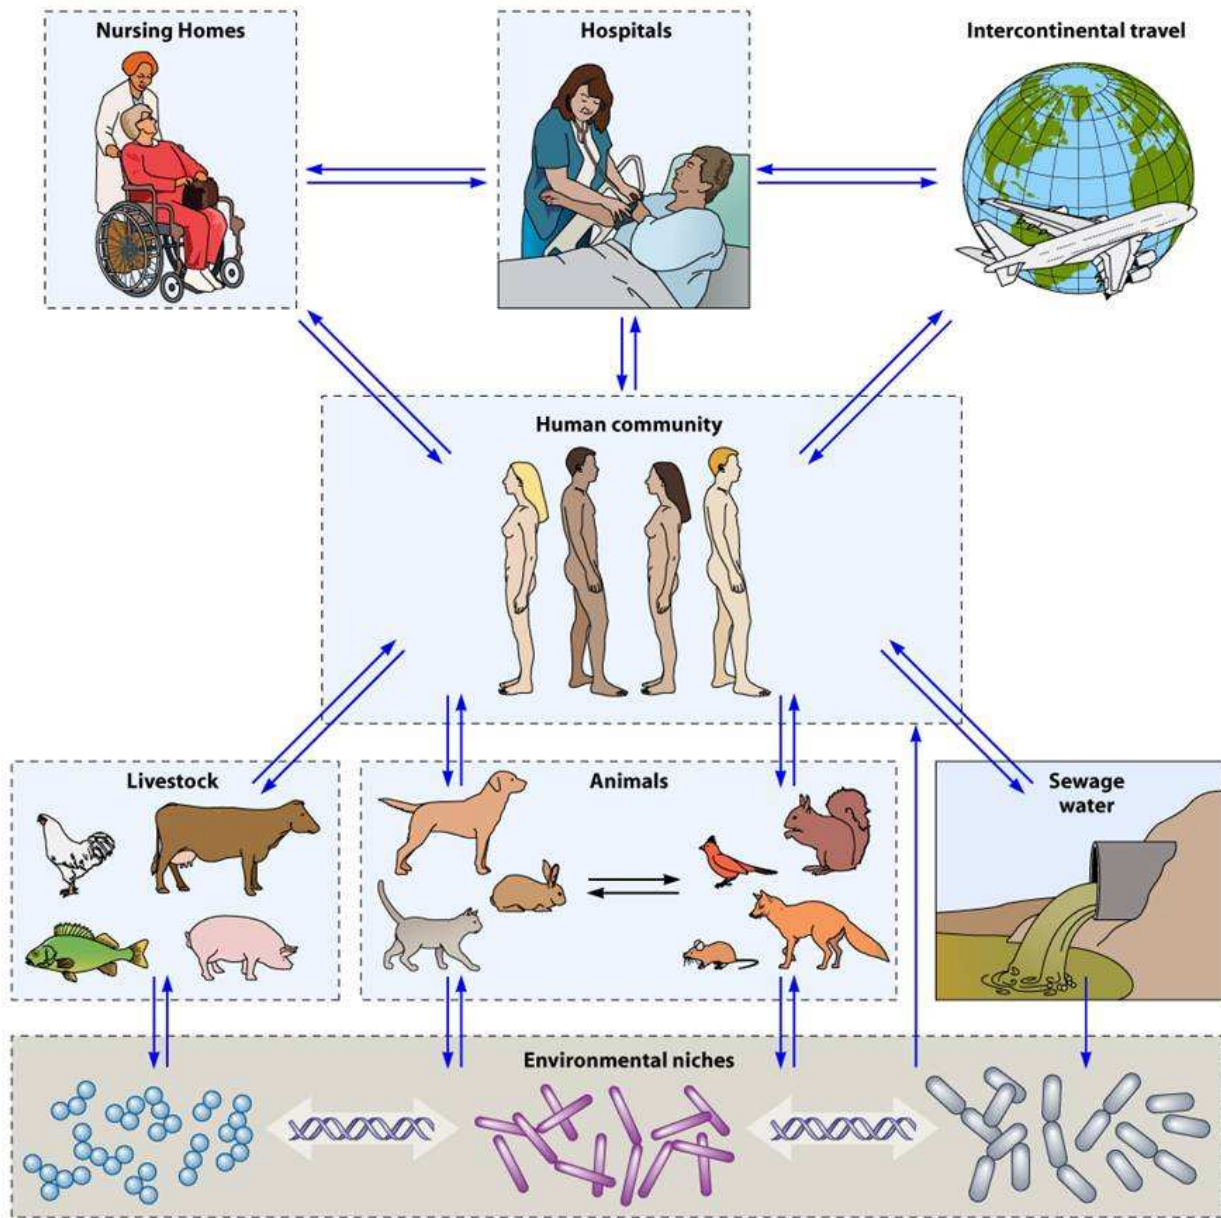 Nursing Homes
Hospitals
Intercontinental travel
Human community
Livestock
Animals
Sewage
water
Environmental niches